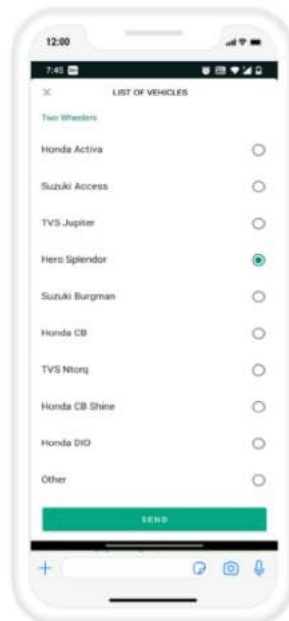 12:00
7:45
LIST OF VEHICLES
Two Wheelers
Honda Activa
Suzuki Access
TVS Jupiter
Hero Splendor
Suzuki Burgman
Honda CB
TVS Ntorq
Honda CB Shine
Honda DIO
Other
SEND